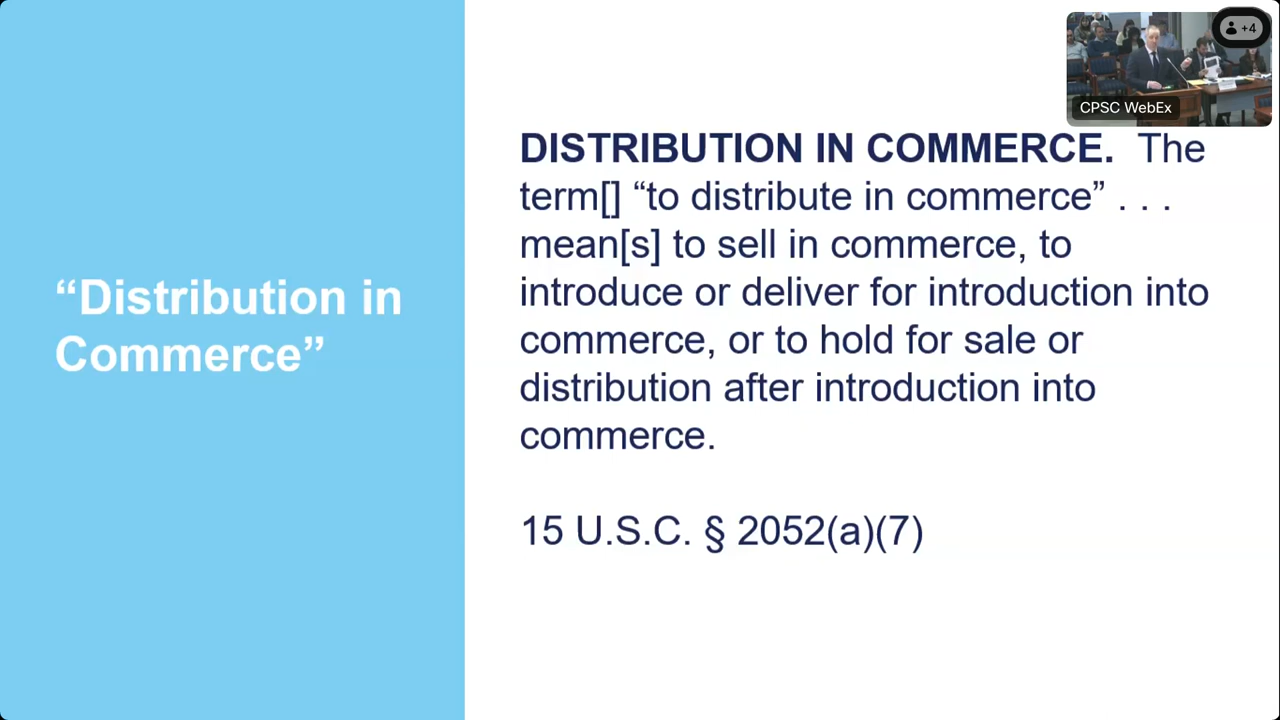 +4
CPSC WebEx
“Distribution in
Commerce”
DISTRIBUTION IN COMMERCE. The
term[] “to distribute in commerce” . . .
mean[s] to sell in commerce, to
introduce or deliver for introduction into
commerce, or to hold for sale or
distribution after introduction into
commerce.
15 U.S.C. § 2052(a)(7)